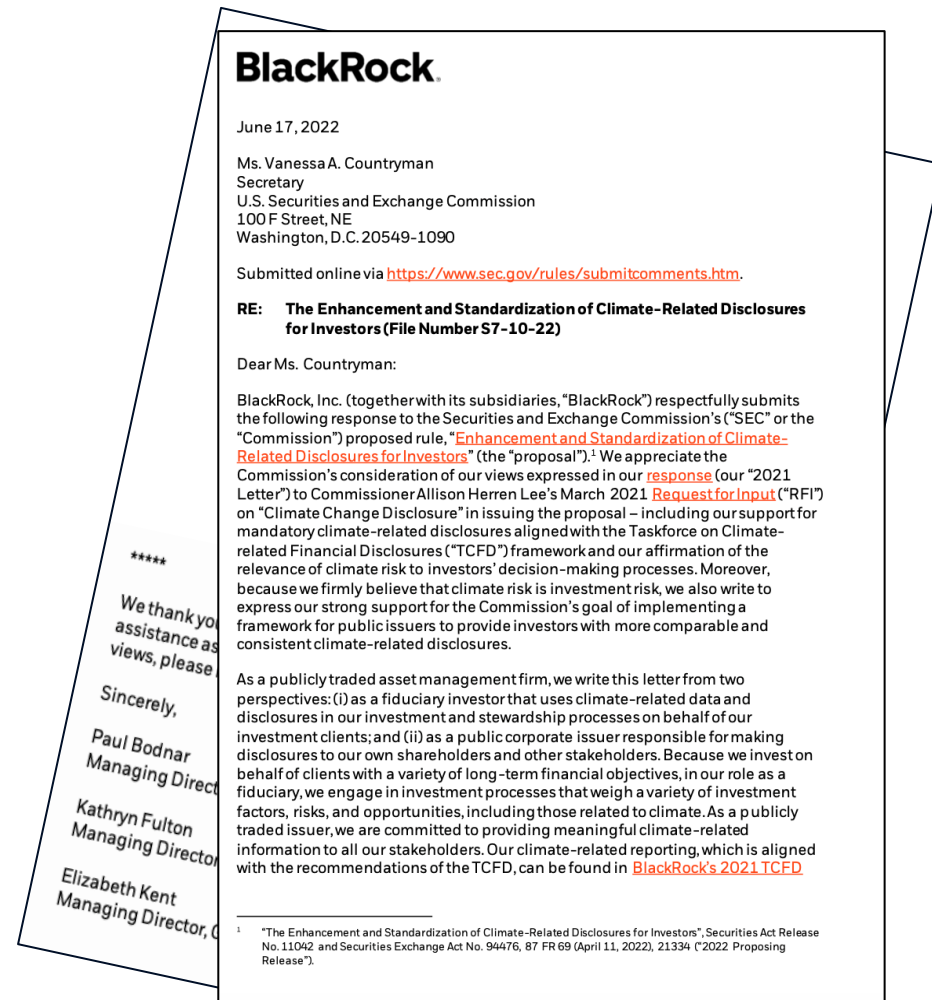 BlackRock®
June 17, 2022
Ms. Vanessa A. Countryman
Secretary
U.S. Securities and Exchange Commission
100 F Street, NE
Washington, D.C. 20549-1090
Submitted online via https://www.sec.gov/rules/submitcomments.htm.
RE: The Enhancement and Standardization of Climate-Related Disclosures
for Investors (File Number S7-10-22)
Dear Ms. Countryman:
BlackRock, Inc. (together with its subsidiaries, “BlackRock”) respectfully submits
the following response to the Securities and Exchange Commission’s (“SEC” or the
“Commission”) proposed rule, “Enhancement and Standardization of Climate-
Related Disclosures for Investors” (the “proposal”).¹ We appreciate the
Commission’s consideration of our views expressed in our response (our “2021
Letter”) to Commissioner Allison Herren Lee’s March 2021 Request for Input (“RFI”)
on “Climate Change Disclosure” in issuing the proposal – including our support for
mandatory climate-related disclosures aligned with the Taskforce on Climate-
related Financial Disclosures (“TCFD”) framework and our affirmation of the
relevance of climate risk to investors’ decision-making processes. Moreover,
because we firmly believe that climate risk is investment risk, we also write to
express our strong support for the Commission’s goal of implementing a
framework for public issuers to provide investors with more comparable and
consistent climate-related disclosures.
As a publicly traded asset management firm, we write this letter from two
perspectives: (i) as a fiduciary investor that uses climate-related data and
disclosures in our investment and stewardship processes on behalf of our
investment clients; and (ii) as a public corporate issuer responsible for making
disclosures to our own shareholders and other stakeholders. Because we invest on
behalf of clients with a variety of long-term financial objectives, in our role as a
fiduciary, we engage in investment processes that weigh a variety of investment
factors, risks, and opportunities, including those related to climate. As a publicly
traded issuer, we are committed to providing meaningful climate-related
information to all our stakeholders. Our climate-related reporting, which is aligned
with the recommendations of the TCFD, can be found in BlackRock’s 2021 TCFD
¹ “The Enhancement and Standardization of Climate-Related Disclosures for Investors”, Securities Act Release
No. 11042 and Securities Exchange Act No. 94476, 87 FR 69 (April 11, 2022), 21334 (“2022 Proposing
Release”).
*****
We thank you
assistance as
views, please
Sincerely,
Paul Bodnar
Managing Direct
Kathryn Fulton
Managing Director
Elizabeth Kent
Managing Director,